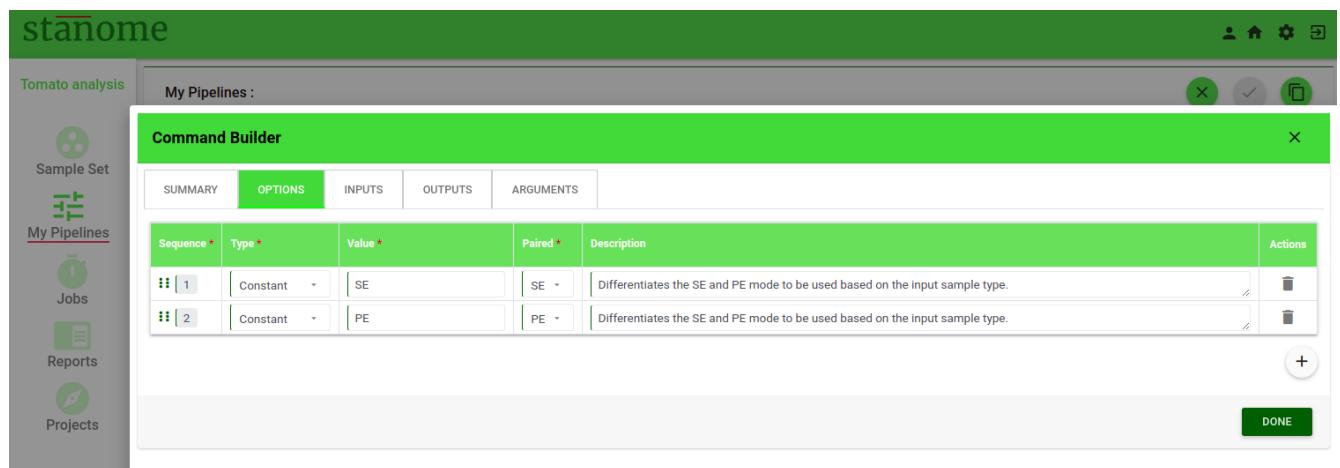 stanome
Tomato analysis
My Pipelines :
Sample Set
My Pipelines
Jobs
Reports
Projects
Command Builder
SUMMARY OPTIONS INPUTS OUTPUTS ARGUMENTS
Sequence * Type * Value * Paired * Description Actions
1 Constant SE SE Differentiates the SE and PE mode to be used based on the input sample type.
2 Constant PE PE Differentiates the SE and PE mode to be used based on the input sample type.
DONE